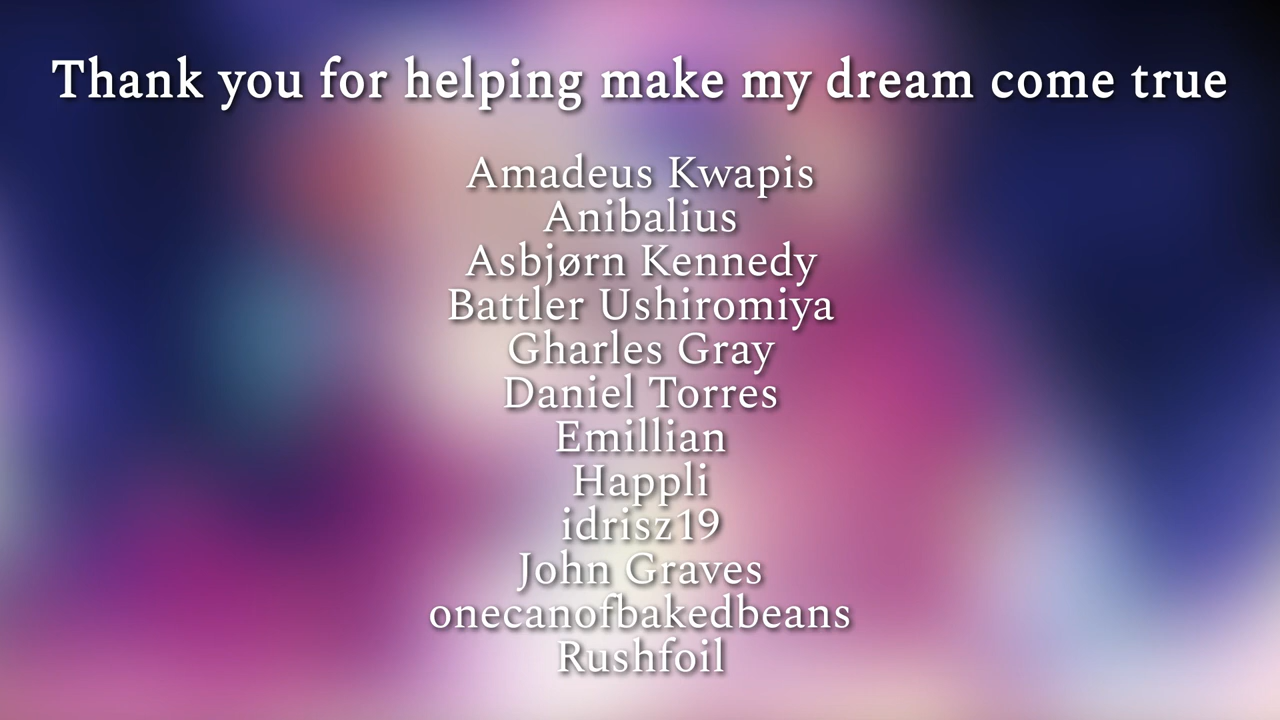 Thank you for helping make my dream come true
Amadeus Kwapis
Anibalius
Asbjørn Kennedy
Battler Ushiromiya
Gharles Gray
Daniel Torres
Emillian
Happli
idrisz19
John Graves
onecanofbakedbeans
Rushfoil